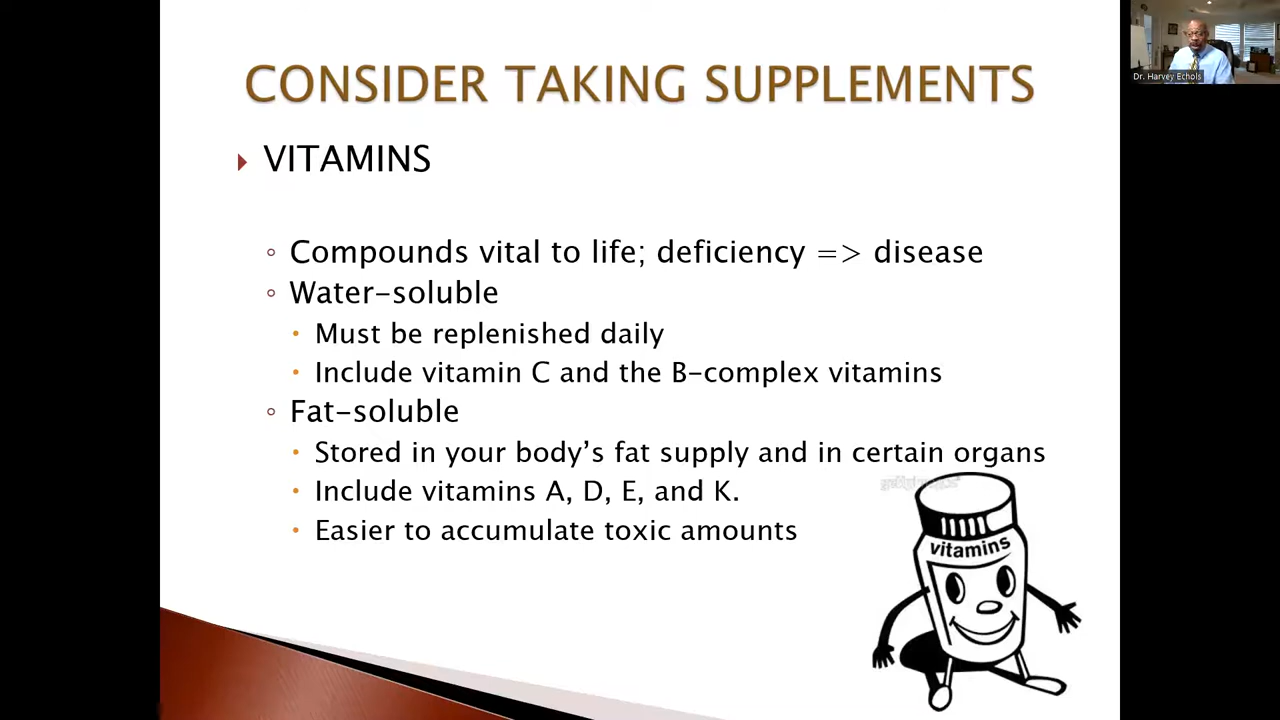 Dr. Harvey Echols
CONSIDER TAKING SUPPLEMENTS
VITAMINS
Compounds vital to life; deficiency => disease
Water-soluble
Must be replenished daily
Include vitamin C and the B-complex vitamins
Fat-soluble
Stored in your body’s fat supply and in certain organs
Include vitamins A, D, E, and K.
Easier to accumulate toxic amounts
vitamins